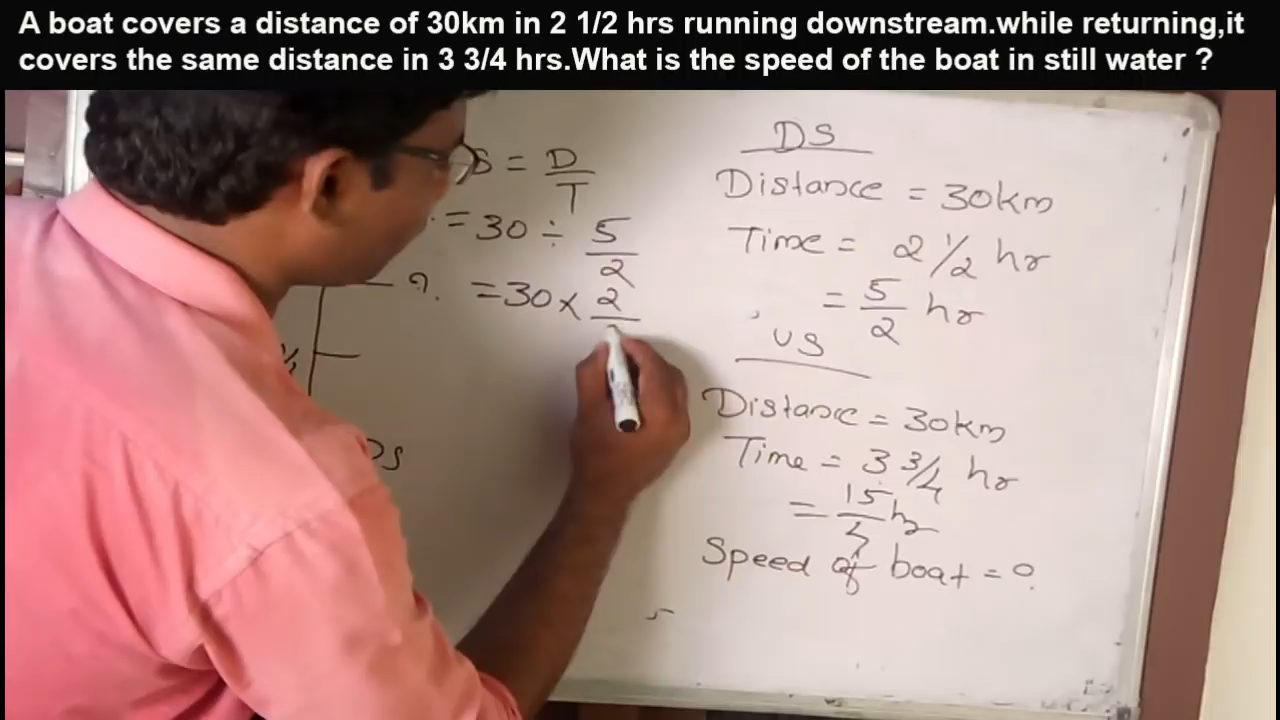 A boat covers a distance of 30km in 2 1/2 hrs running downstream.while returning,it
covers the same distance in 3 3/4 hrs.What is the speed of the boat in still water ?
S = D/T
= 30 ÷ 5/2
?. = 30 × 2/
DS
DS
Distance = 30km
Time = 2 1/2 hr
= 5/2 hr
US
Distance = 30km
Time = 3 3/4 hr
= 15/4 hr
Speed of boat = ?